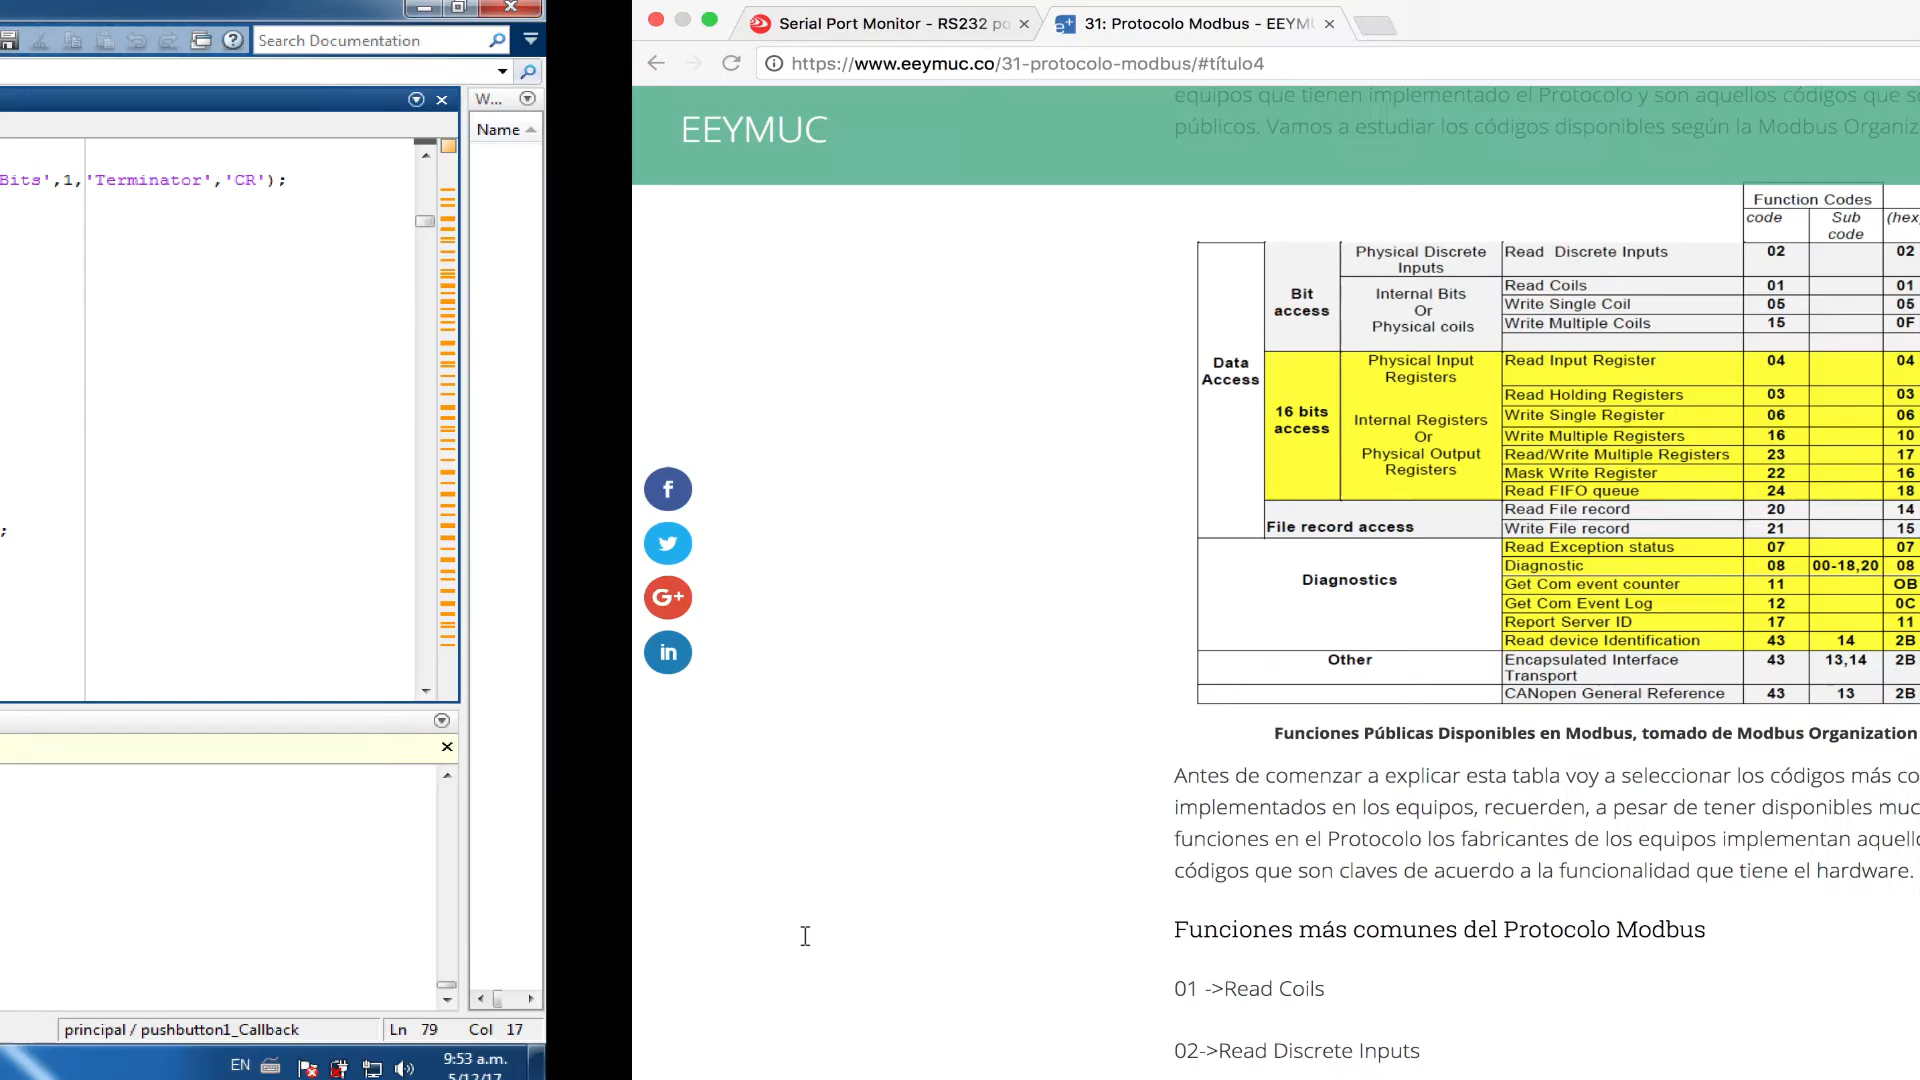 Search Documentation
W...
Name
Bits',1,'Terminator','CR');
;
principal / pushbutton1_Callback
Ln 79 Col 17
EN
9:53 a.m.
5/12/17
Serial Port Monitor - RS232 po
31: Protocolo Modbus - EEYMU
https://www.eeymuc.co/31-protocolo-modbus/#título4
equipos que tienen implementado el Protocolo y son aquellos códigos que s
públicos. Vamos a estudiar los códigos disponibles según la Modbus Organiz
EEYMUC
f
G+
in
Function Codes
code Sub code (hex
Data Access
Bit access
Physical Discrete Inputs
Read Discrete Inputs 02 02
Internal Bits Or Physical coils
Read Coils 01 01
Write Single Coil 05 05
Write Multiple Coils 15 0F
16 bits access
Physical Input Registers
Read Input Register 04 04
Internal Registers Or Physical Output Registers
Read Holding Registers 03 03
Write Single Register 06 06
Write Multiple Registers 16 10
Read/Write Multiple Registers 23 17
Mask Write Register 22 16
Read FIFO queue 24 18
File record access
Read File record 20 14
Write File record 21 15
Diagnostics
Read Exception status 07 07
Diagnostic 08 00-18,20 08
Get Com event counter 11 OB
Get Com Event Log 12 0C
Report Server ID 17 11
Read device Identification 43 14 2B
Other
Encapsulated Interface Transport 43 13,14 2B
CANopen General Reference 43 13 2B
Funciones Públicas Disponibles en Modbus, tomado de Modbus Organization
Antes de comenzar a explicar esta tabla voy a seleccionar los códigos más co
implementados en los equipos, recuerden, a pesar de tener disponibles muc
funciones en el Protocolo los fabricantes de los equipos implementan aquello
códigos que son claves de acuerdo a la funcionalidad que tiene el hardware.
Funciones más comunes del Protocolo Modbus
01 ->Read Coils
02->Read Discrete Inputs